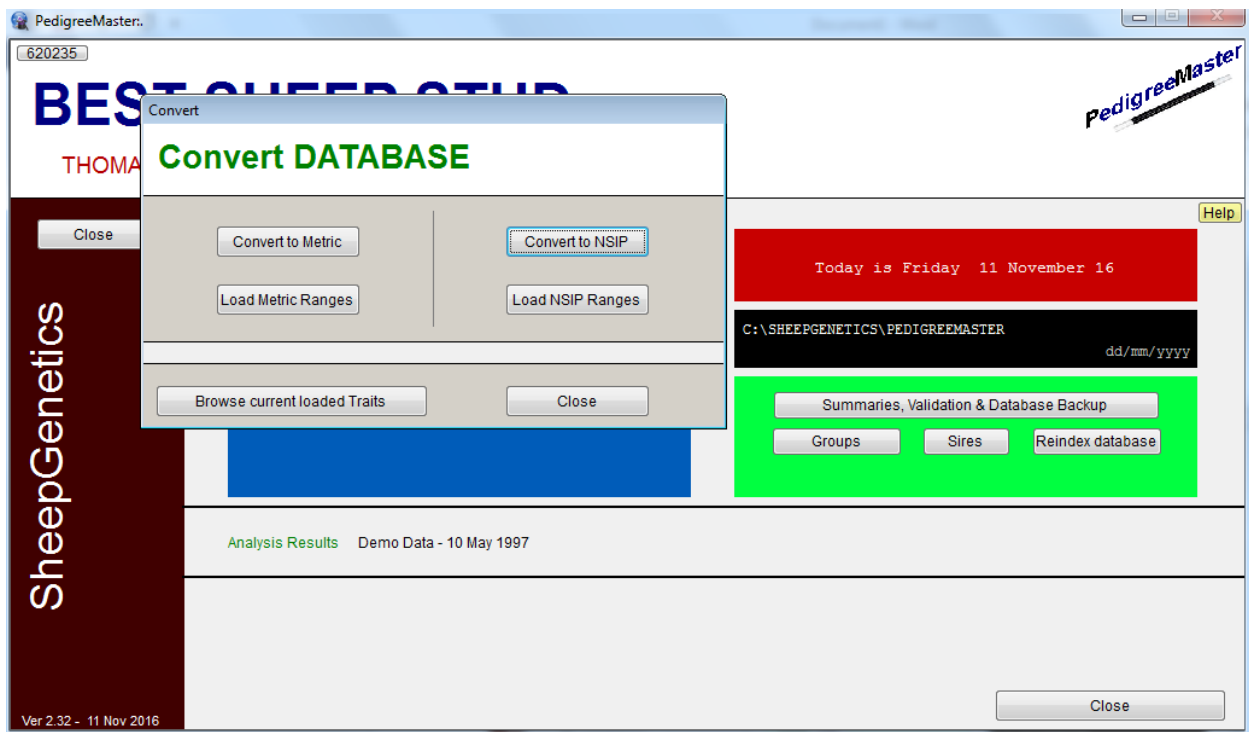 PedigreeMaster:.
620235
PedigreeMaster
THOMA
Convert
Convert DATABASE
Help
Close
Convert to Metric
Convert to NSIP
Today is Friday 11 November 16
Load Metric Ranges
Load NSIP Ranges
C:\SHEEPGENETICS\PEDIGREEMASTER
dd/mm/yyyy
Browse current loaded Traits
Close
Summaries, Validation & Database Backup
Groups
Sires
Reindex database
SheepGenetics
Analysis Results Demo Data - 10 May 1997
Close
Ver 2.32 - 11 Nov 2016